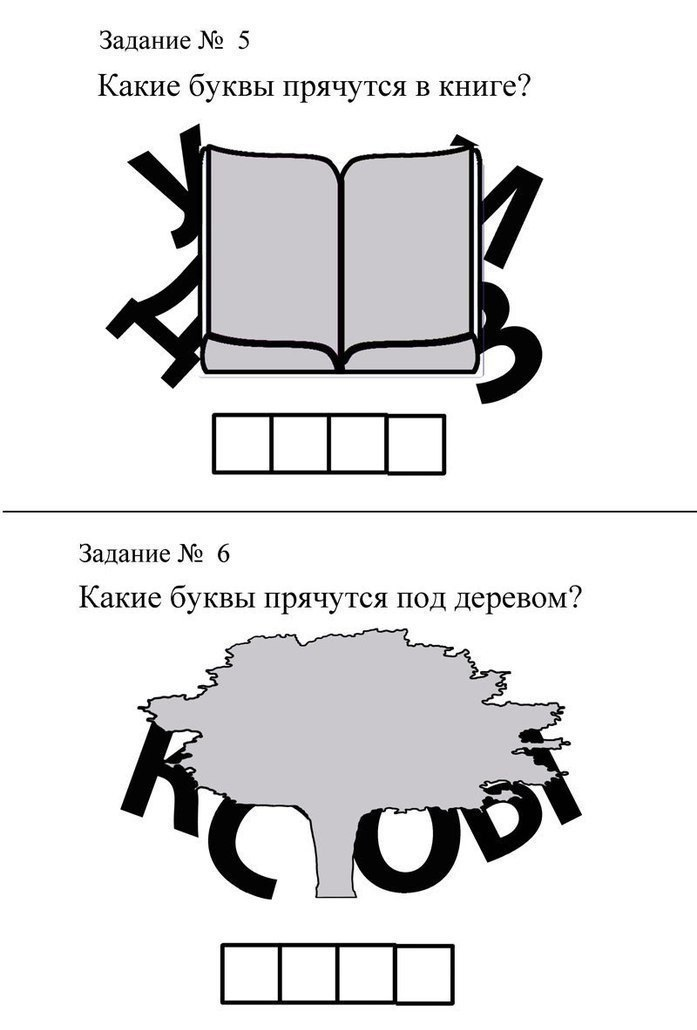 Задание № 5
Какие буквы прячутся в книге?
У
Д З
Задание № 6
Какие буквы прячутся под деревом?
К С О Ы